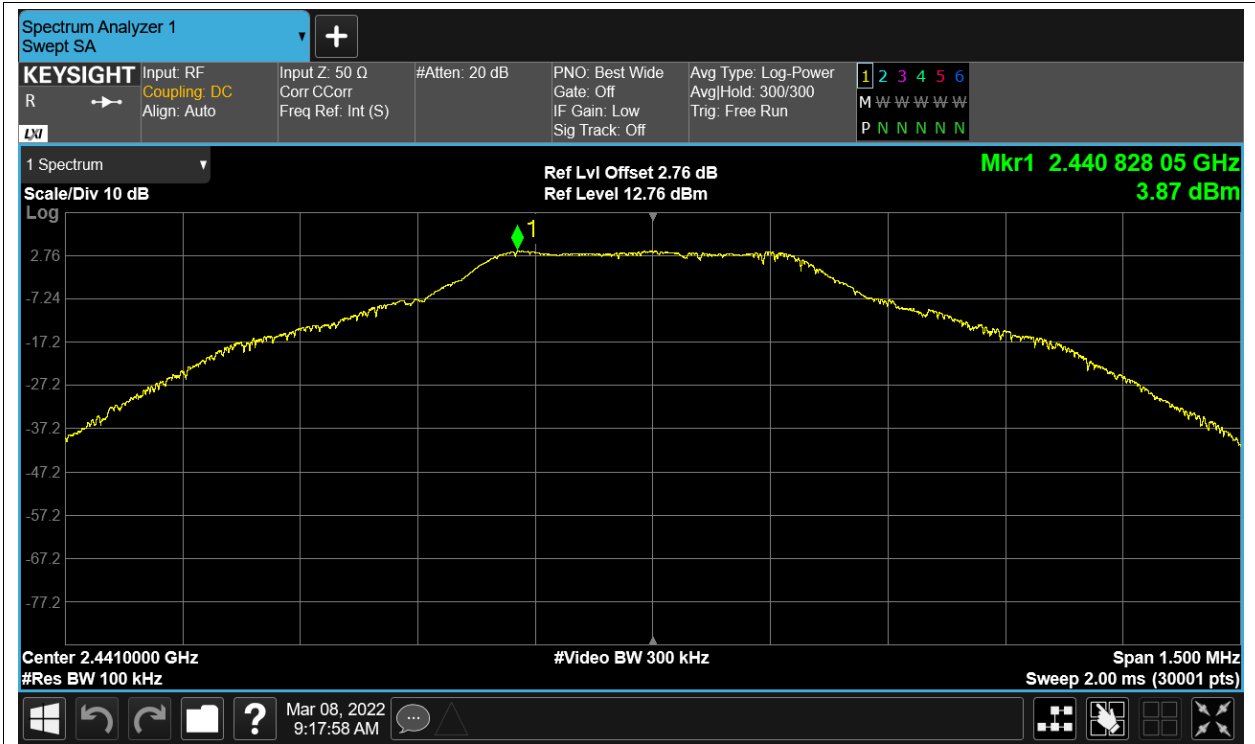 Spectrum Analyzer 1
Swept SA
+
KEYSIGHT
R
LXI
Input: RF
Coupling: DC
Align: Auto
Input Z: 50 Ω
Corr CCorr
Freq Ref: Int (S)
#Atten: 20 dB
PNO: Best Wide
Gate: Off
IF Gain: Low
Sig Track: Off
Avg Type: Log-Power
Avg|Hold: 300/300
Trig: Free Run
1 2 3 4 5 6
M W W W W W
P N N N N N
1 Spectrum
Scale/Div 10 dB
Log
Ref Lvl Offset 2.76 dB
Ref Level 12.76 dBm
Mkr1 2.440 828 05 GHz
3.87 dBm
1
2.76
-7.24
-17.2
-27.2
-37.2
-47.2
-57.2
-67.2
-77.2
Center 2.4410000 GHz
#Res BW 100 kHz
#Video BW 300 kHz
Span 1.500 MHz
Sweep 2.00 ms (30001 pts)
?
Mar 08, 2022
9:17:58 AM